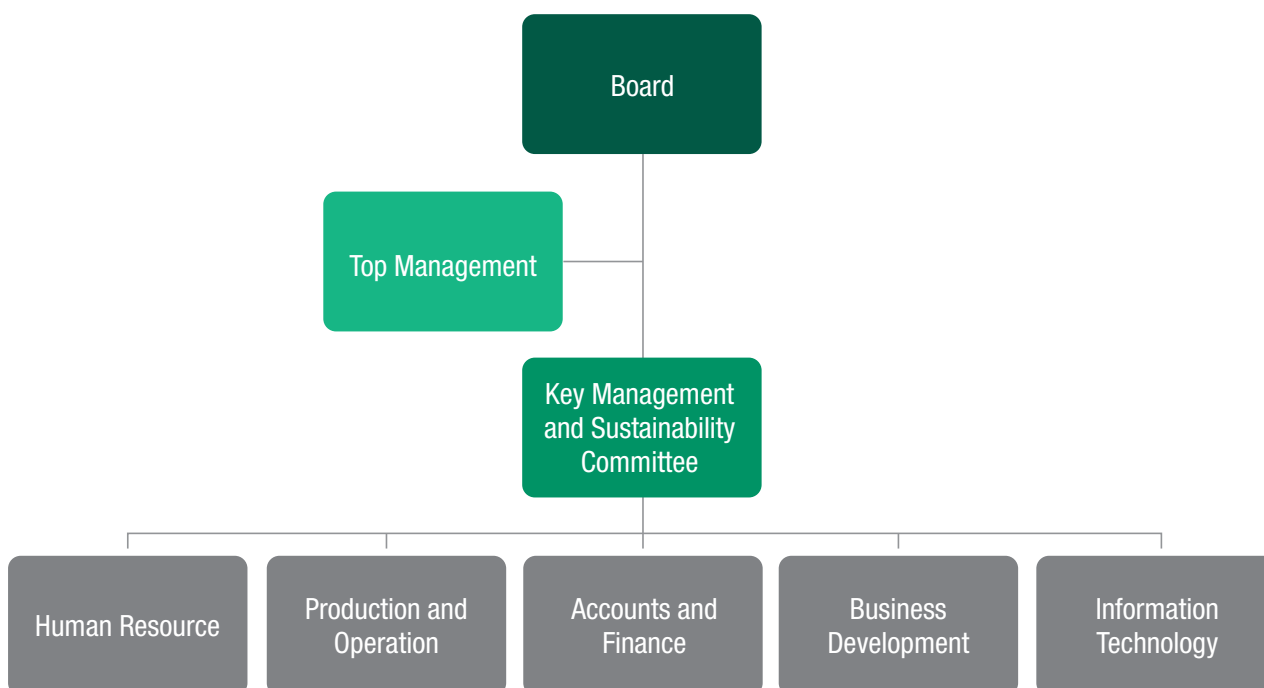 Board
Top Management
Key Management
and Sustainability
Committee
Human Resource
Production and
Operation
Accounts and
Finance
Business
Development
Information
Technology